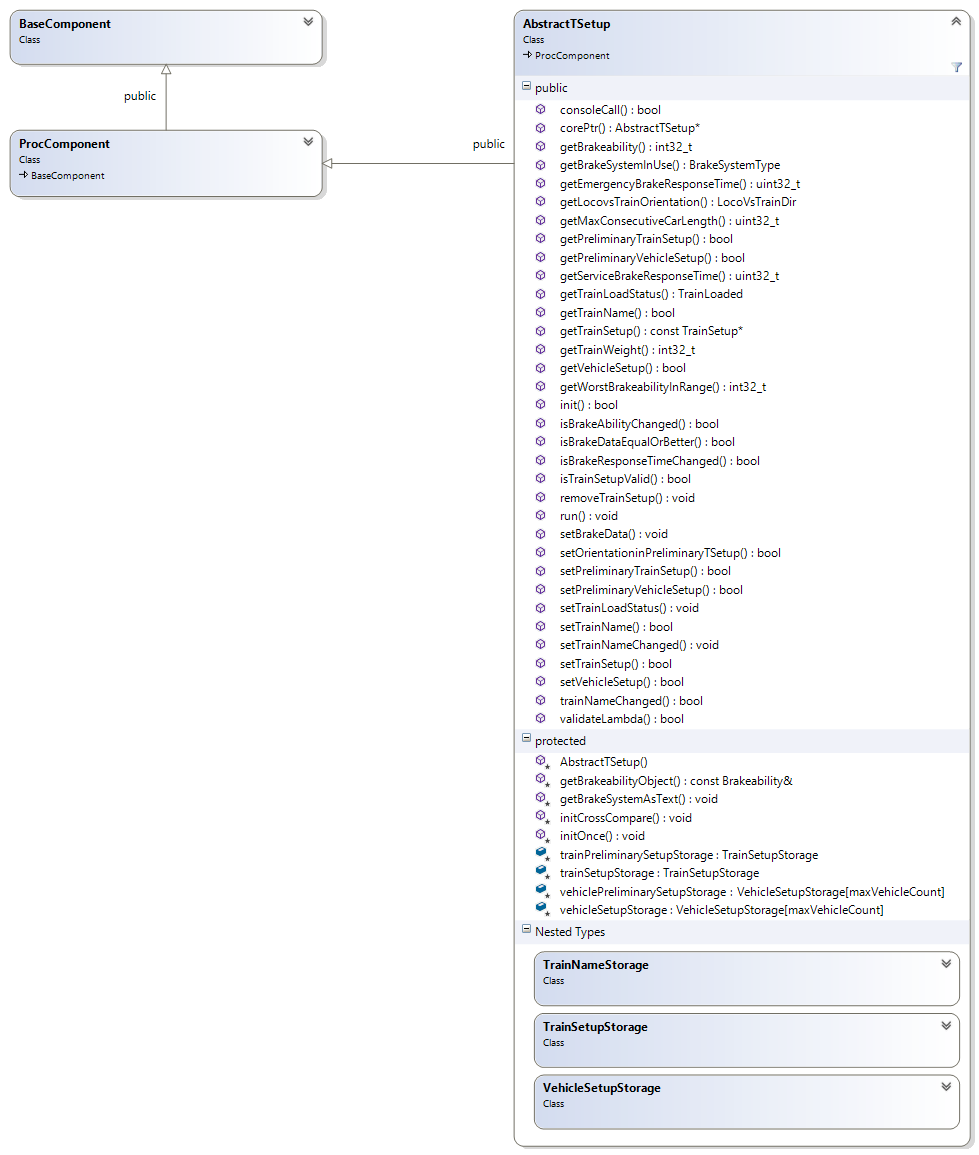 BaseComponent
Class
public
ProcComponent
Class
BaseComponent
public
AbstractTSetup
Class
ProcComponent
public
consoleCall() : bool
corePtr() : AbstractTSetup*
getBrakeability() : int32_t
getBrakeSystemInUse() : BrakeSystemType
getEmergencyBrakeResponseTime() : uint32_t
getLocovsTrainOrientation() : LocoVsTrainDir
getMaxConsecutiveCarLength() : uint32_t
getPreliminaryTrainSetup() : bool
getPreliminaryVehicleSetup() : bool
getServiceBrakeResponseTime() : uint32_t
getTrainLoadStatus() : TrainLoaded
getTrainName() : bool
getTrainSetup() : const TrainSetup*
getTrainWeight() : int32_t
getVehicleSetup() : bool
getWorstBrakeabilityInRange() : int32_t
init() : bool
isBrakeAbilityChanged() : bool
isBrakeDataEqualOrBetter() : bool
isBrakeResponseTimeChanged() : bool
isTrainSetupValid() : bool
removeTrainSetup() : void
run() : void
setBrakeData() : void
setOrientationinPreliminaryTSetup() : bool
setPreliminaryTrainSetup() : bool
setPreliminaryVehicleSetup() : bool
setTrainLoadStatus() : void
setTrainName() : bool
setTrainNameChanged() : void
setTrainSetup() : bool
setVehicleSetup() : bool
trainNameChanged() : bool
validateLambda() : bool
protected
AbstractTSetup()
getBrakeabilityObject() : const Brakeability&
getBrakeSystemAsText() : void
initCrossCompare() : void
initOnce() : void
trainPreliminarySetupStorage : TrainSetupStorage
trainSetupStorage : TrainSetupStorage
vehiclePreliminarySetupStorage : VehicleSetupStorage[maxVehicleCount]
vehicleSetupStorage : VehicleSetupStorage[maxVehicleCount]
Nested Types
TrainNameStorage
Class
TrainSetupStorage
Class
VehicleSetupStorage
Class